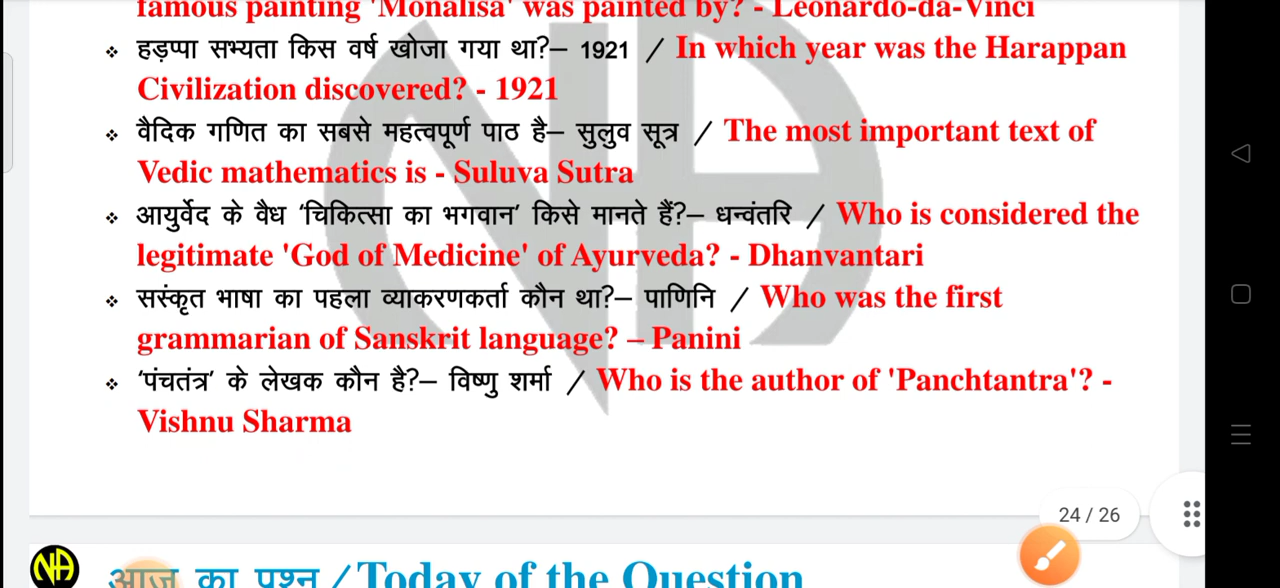 famous painting 'Monalisa' was painted by? - Leonardo-da-Vinci
❖ हड़प्पा सभ्यता किस वर्ष खोजा गया था?– 1921 / In which year was the Harappan
Civilization discovered? - 1921
❖ वैदिक गणित का सबसे महत्वपूर्ण पाठ है– सुलुव सूत्र / The most important text of
Vedic mathematics is - Suluva Sutra
❖ आयुर्वेद के वैध 'चिकित्सा का भगवान' किसे मानते हैं?– धन्वंतरि / Who is considered the
legitimate 'God of Medicine' of Ayurveda? - Dhanvantari
❖ सस्ंकृत भाषा का पहला व्याकरणकर्ता कौन था?– पाणिनि / Who was the first
grammarian of Sanskrit language? – Panini
❖ 'पंचतंत्र' के लेखक कौन है?– विष्णु शर्मा / Who is the author of 'Panchtantra'? -
Vishnu Sharma
24 / 26
NA
आज का प्रश्न / Today of the Question